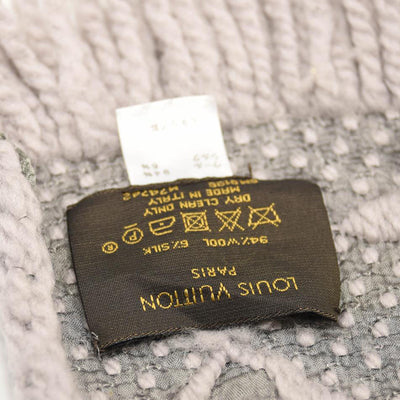 LOUIS VUITTON
PARIS
94% WOOL 6% SILK
P
DRY CLEAN ONLY
MADE IN ITALY
M74742